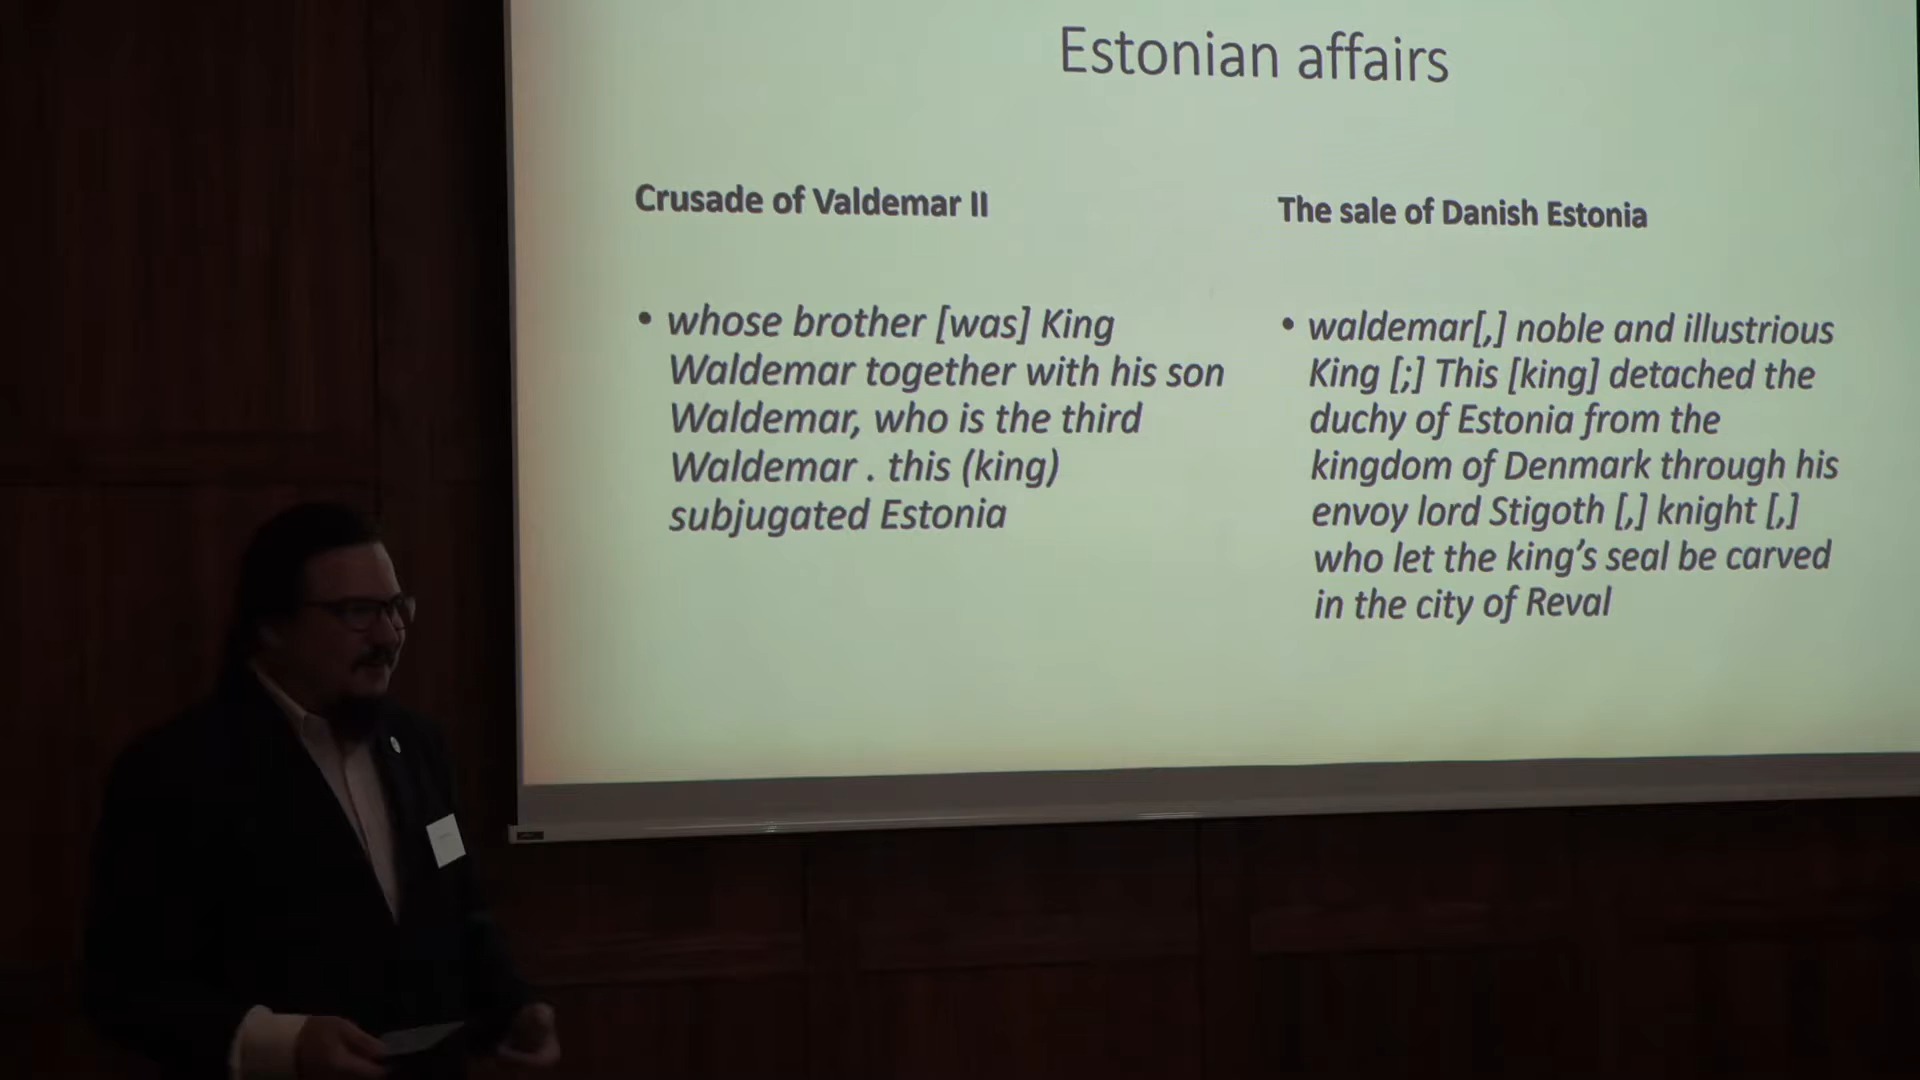 Estonian affairs
Crusade of Valdemar II
• whose brother [was] King
Waldemar together with his son
Waldemar, who is the third
Waldemar . this (king)
subjugated Estonia
The sale of Danish Estonia
• waldemar[,] noble and illustrious
King [;] This [king] detached the
duchy of Estonia from the
kingdom of Denmark through his
envoy lord Stigoth [,] knight [,]
who let the king’s seal be carved
in the city of Reval